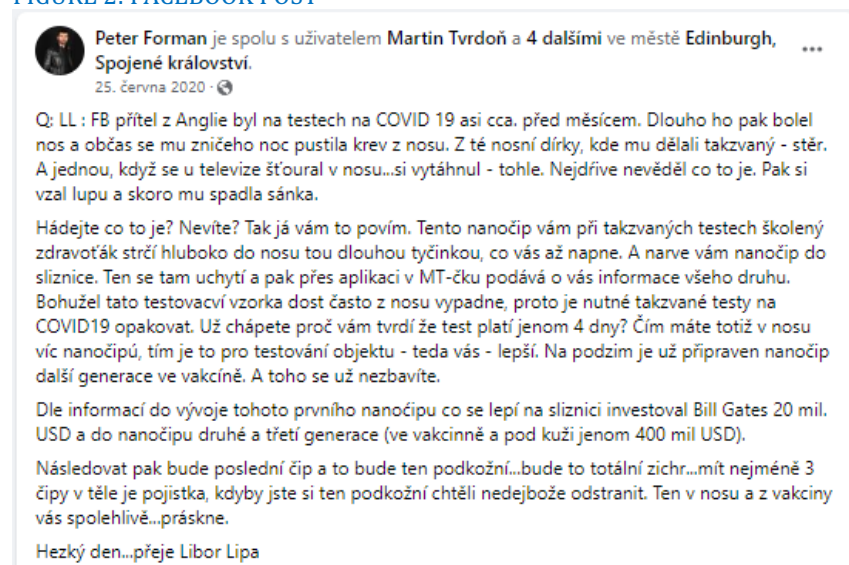 FIGURE 2. FACEBOOK POST
Peter Forman je spolu s uživatelem Martin Tvrdoň a 4 dalšími ve městě Edinburgh,
Spojené království.
25. června 2020 ·
Q: LL : FB přítel z Anglie byl na testech na COVID 19 asi cca. před měsícem. Dlouho ho pak bolel
nos a občas se mu zničeho noc pustila krev z nosu. Z té nosní dírky, kde mu dělali takzvaný - stěr.
A jednou, když se u televize šťoural v nosu...si vytáhnul - tohle. Nejdříve nevěděl co to je. Pak si
vzal lupu a skoro mu spadla sánka.
Hádejte co to je? Nevíte? Tak já vám to povím. Tento nanočip vám při takzvaných testech školený
zdravoťák strčí hluboko do nosu tou dlouhou tyčinkou, co vás až napne. A narve vám nanočip do
sliznice. Ten se tam uchytí a pak přes aplikaci v MT-čku podává o vás informace všeho druhu.
Bohužel tato testovacví vzorka dost často z nosu vypadne, proto je nutné takzvané testy na
COVID19 opakovat. Už chápete proč vám tvrdí že test platí jenom 4 dny? Čím máte totiž v nosu
víc nanočipú, tím je to pro testování objektu - teda vás - lepší. Na podzim je už připraven nanočip
další generace ve vakcíně. A toho se už nezbavíte.
Dle informací do vývoje tohoto prvního nanoćipu co se lepí na sliznici investoval Bill Gates 20 mil.
USD a do nanočipu druhé a třetí generace (ve vakcinně a pod kuži jenom 400 mil USD).
Následovat pak bude poslední čip a to bude ten podkožní...bude to totální zichr...mít nejméně 3
čipy v těle je pojistka, kdyby jste si ten podkožní chtěli nedejbože odstranit. Ten v nosu a z vakciny
vás spolehlivě...práskne.
Hezký den...přeje Libor Lipa